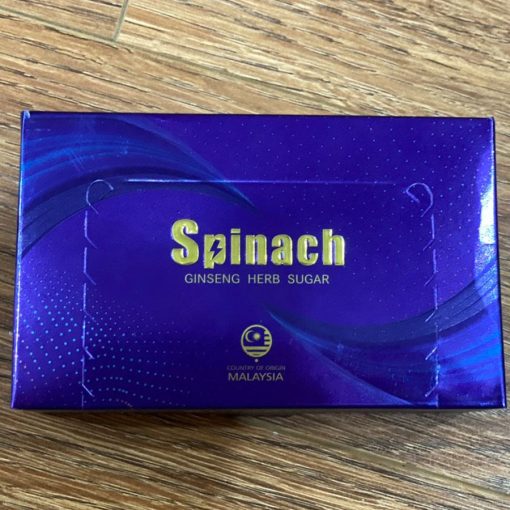 Spinach
GINSENG HERB SUGAR
COUNTRY OF ORIGIN
MALAYSIA